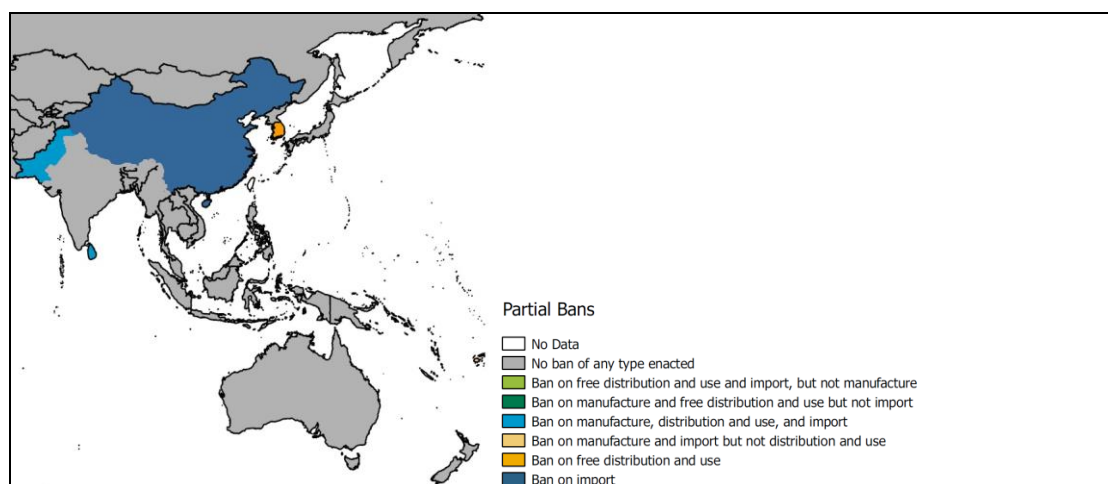 Partial Bans
No Data
No ban of any type enacted
Ban on free distribution and use and import, but not manufacture
Ban on manufacture and free distribution and use but not import
Ban on manufacture, distribution and use, and import
Ban on manufacture and import but not distribution and use
Ban on free distribution and use
Ban on import